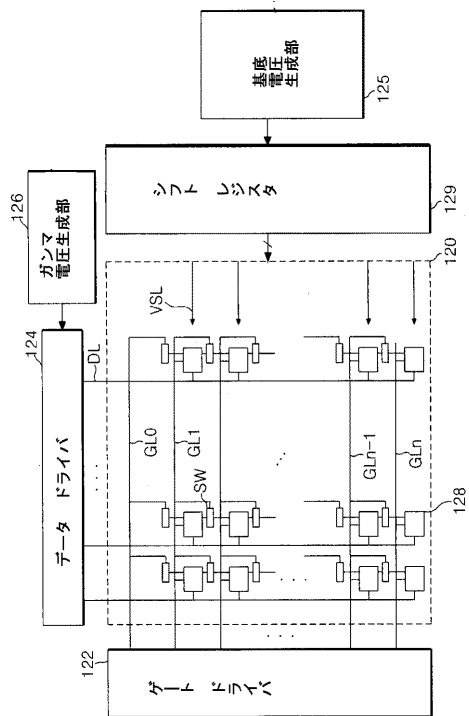 126
ガンマ
電圧生成部
124
データ ドライバ
DL
基底
電圧
生成部
125
シフト レジスタ
129
120
VSL
GL0
GL1
SW
GLn-1
GLn
128
122
ゲート ドライバ